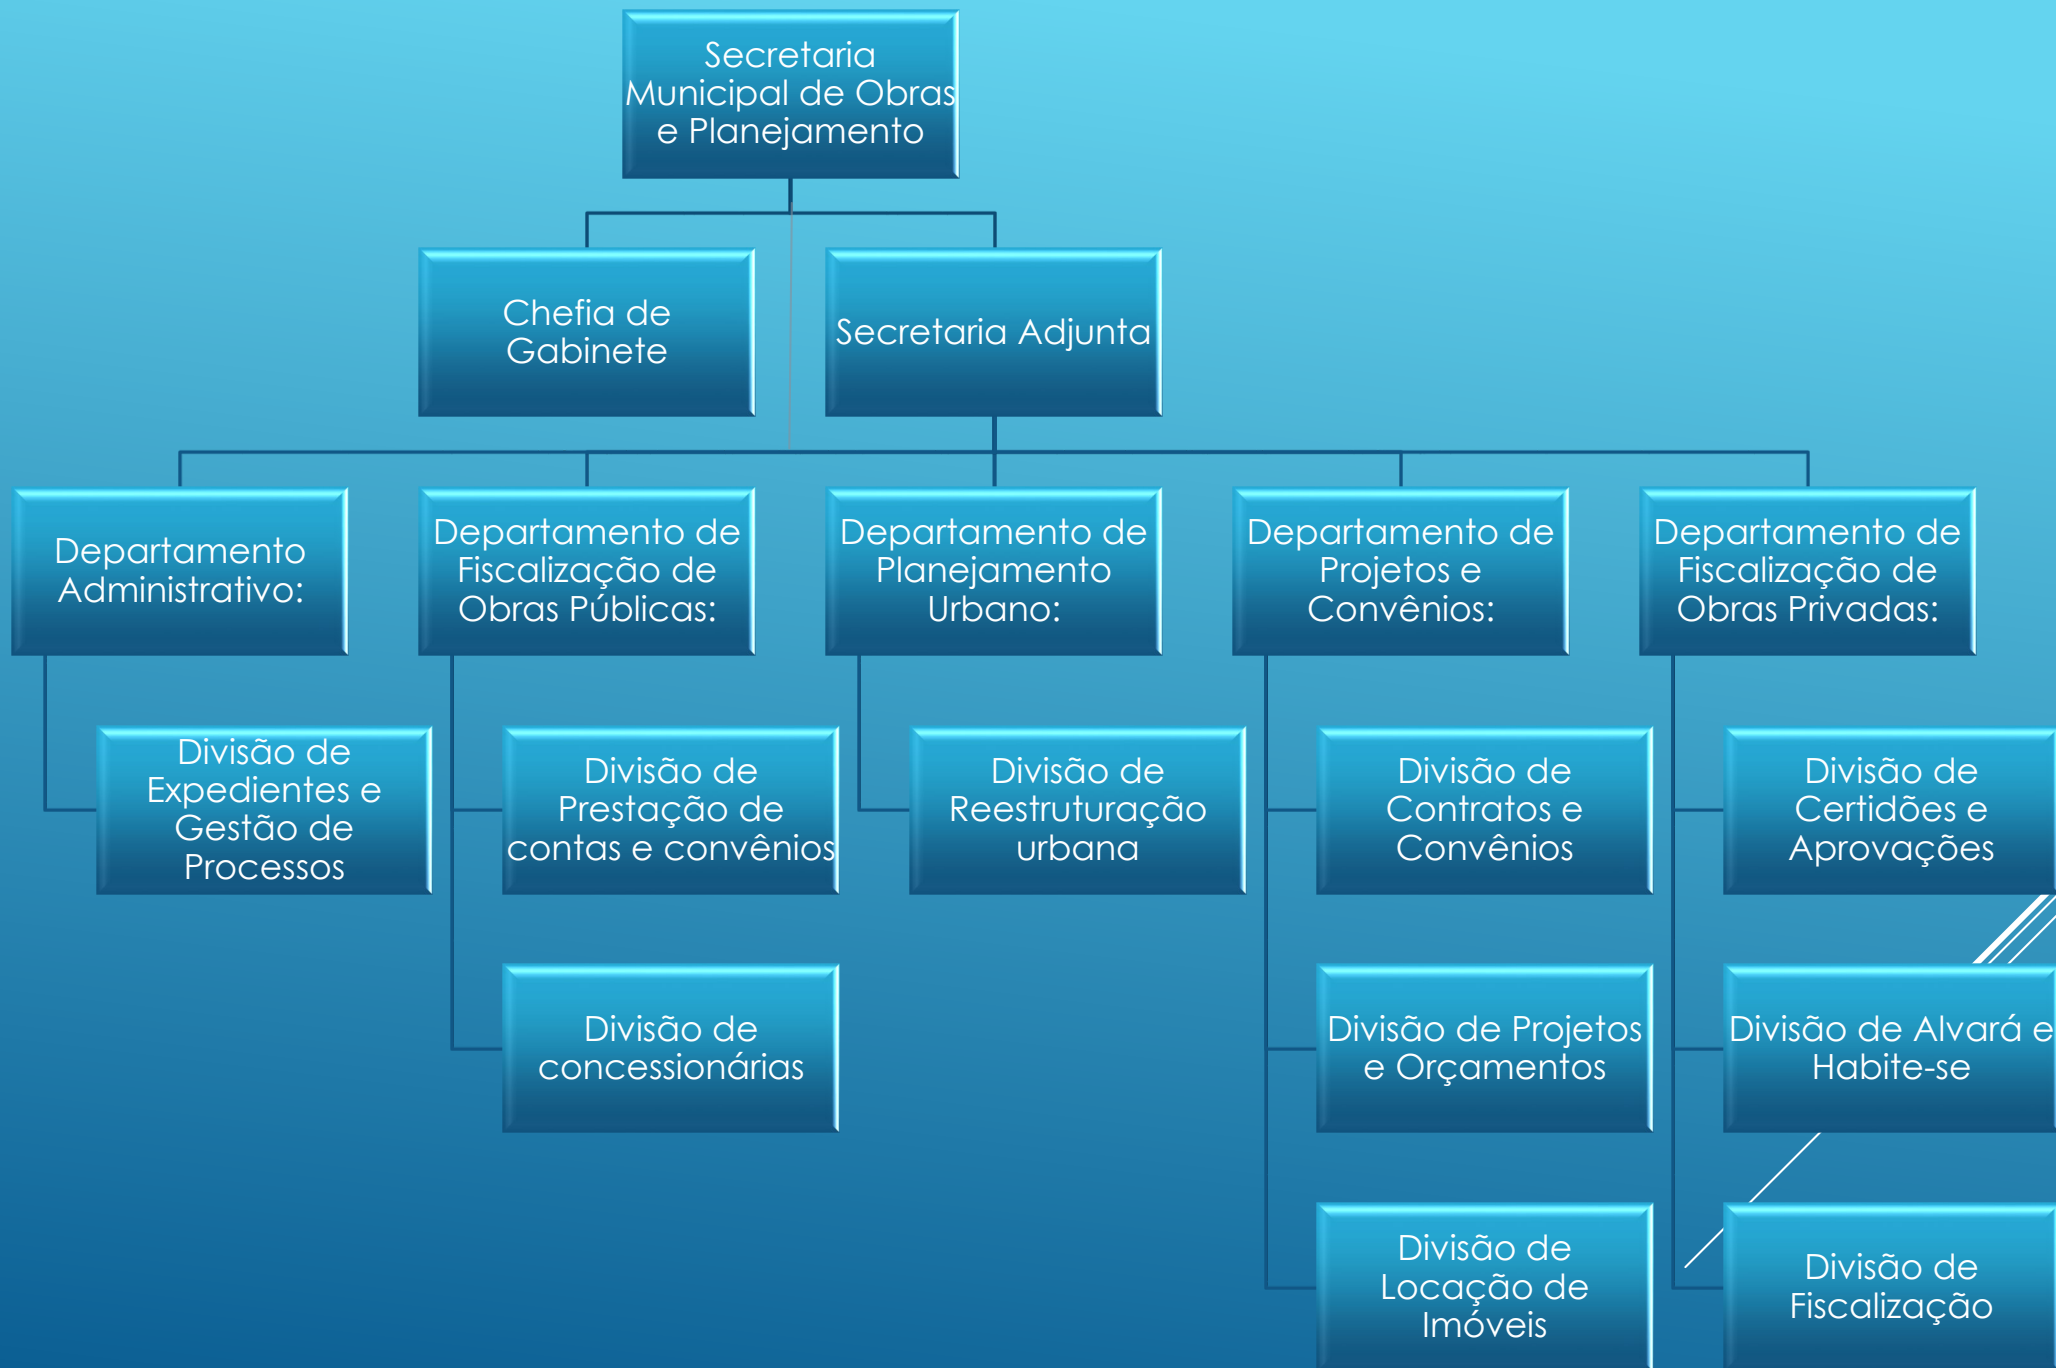 Secretaria
Municipal de Obras
e Planejamento
Chefia de
Gabinete
Secretaria Adjunta
Departamento
Administrativo:
Departamento de
Fiscalização de
Obras Públicas:
Departamento de
Planejamento
Urbano:
Departamento de
Projetos e
Convênios:
Departamento de
Fiscalização de
Obras Privadas:
Divisão de
Expedientes e
Gestão de
Processos
Divisão de
Prestação de
contas e convênios
Divisão de
Reestruturação
urbana
Divisão de
Contratos e
Convênios
Divisão de
Certidões e
Aprovações
Divisão de
concessionárias
Divisão de Projetos
e Orçamentos
Divisão de Alvará e
Habite-se
Divisão de
Locação de
Imóveis
Divisão de
Fiscalização